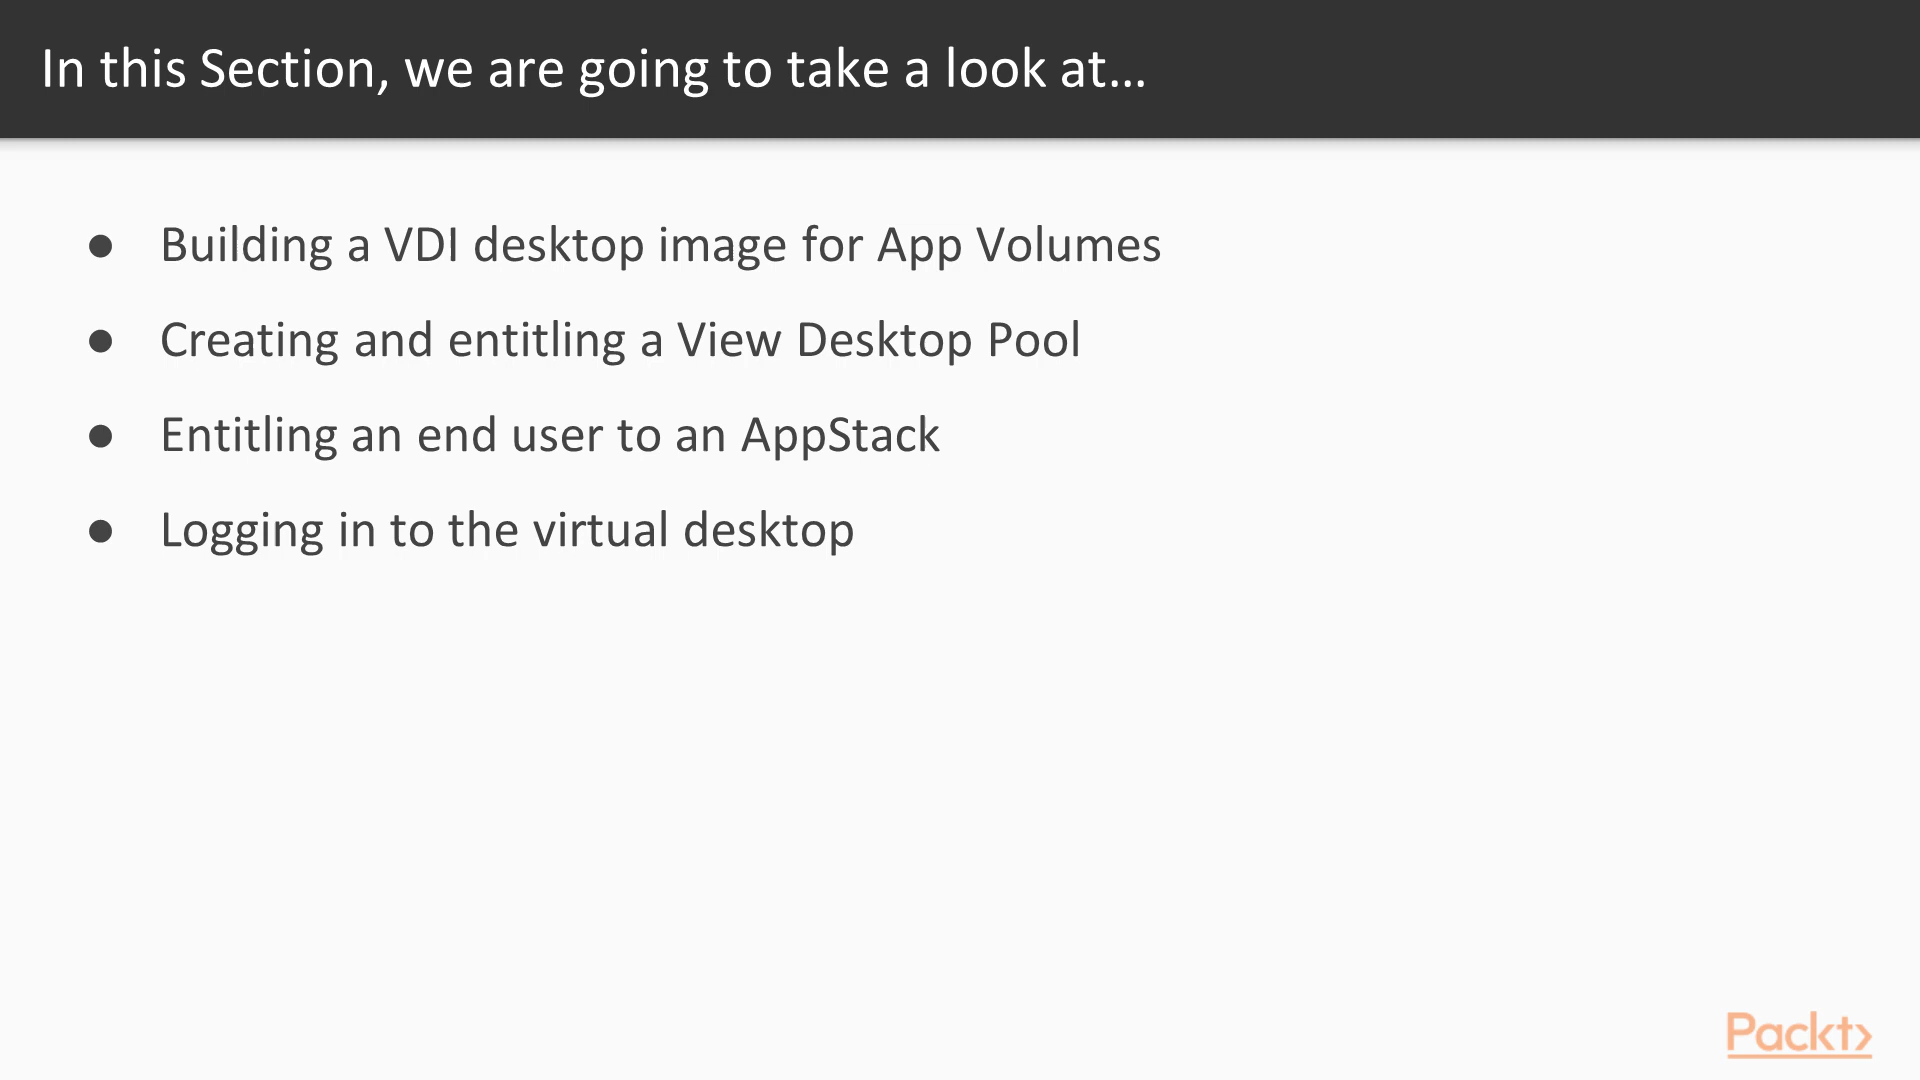 In this Section, we are going to take a look at...
● Building a VDI desktop image for App Volumes
● Creating and entitling a View Desktop Pool
● Entitling an end user to an AppStack
● Logging in to the virtual desktop
Packt>